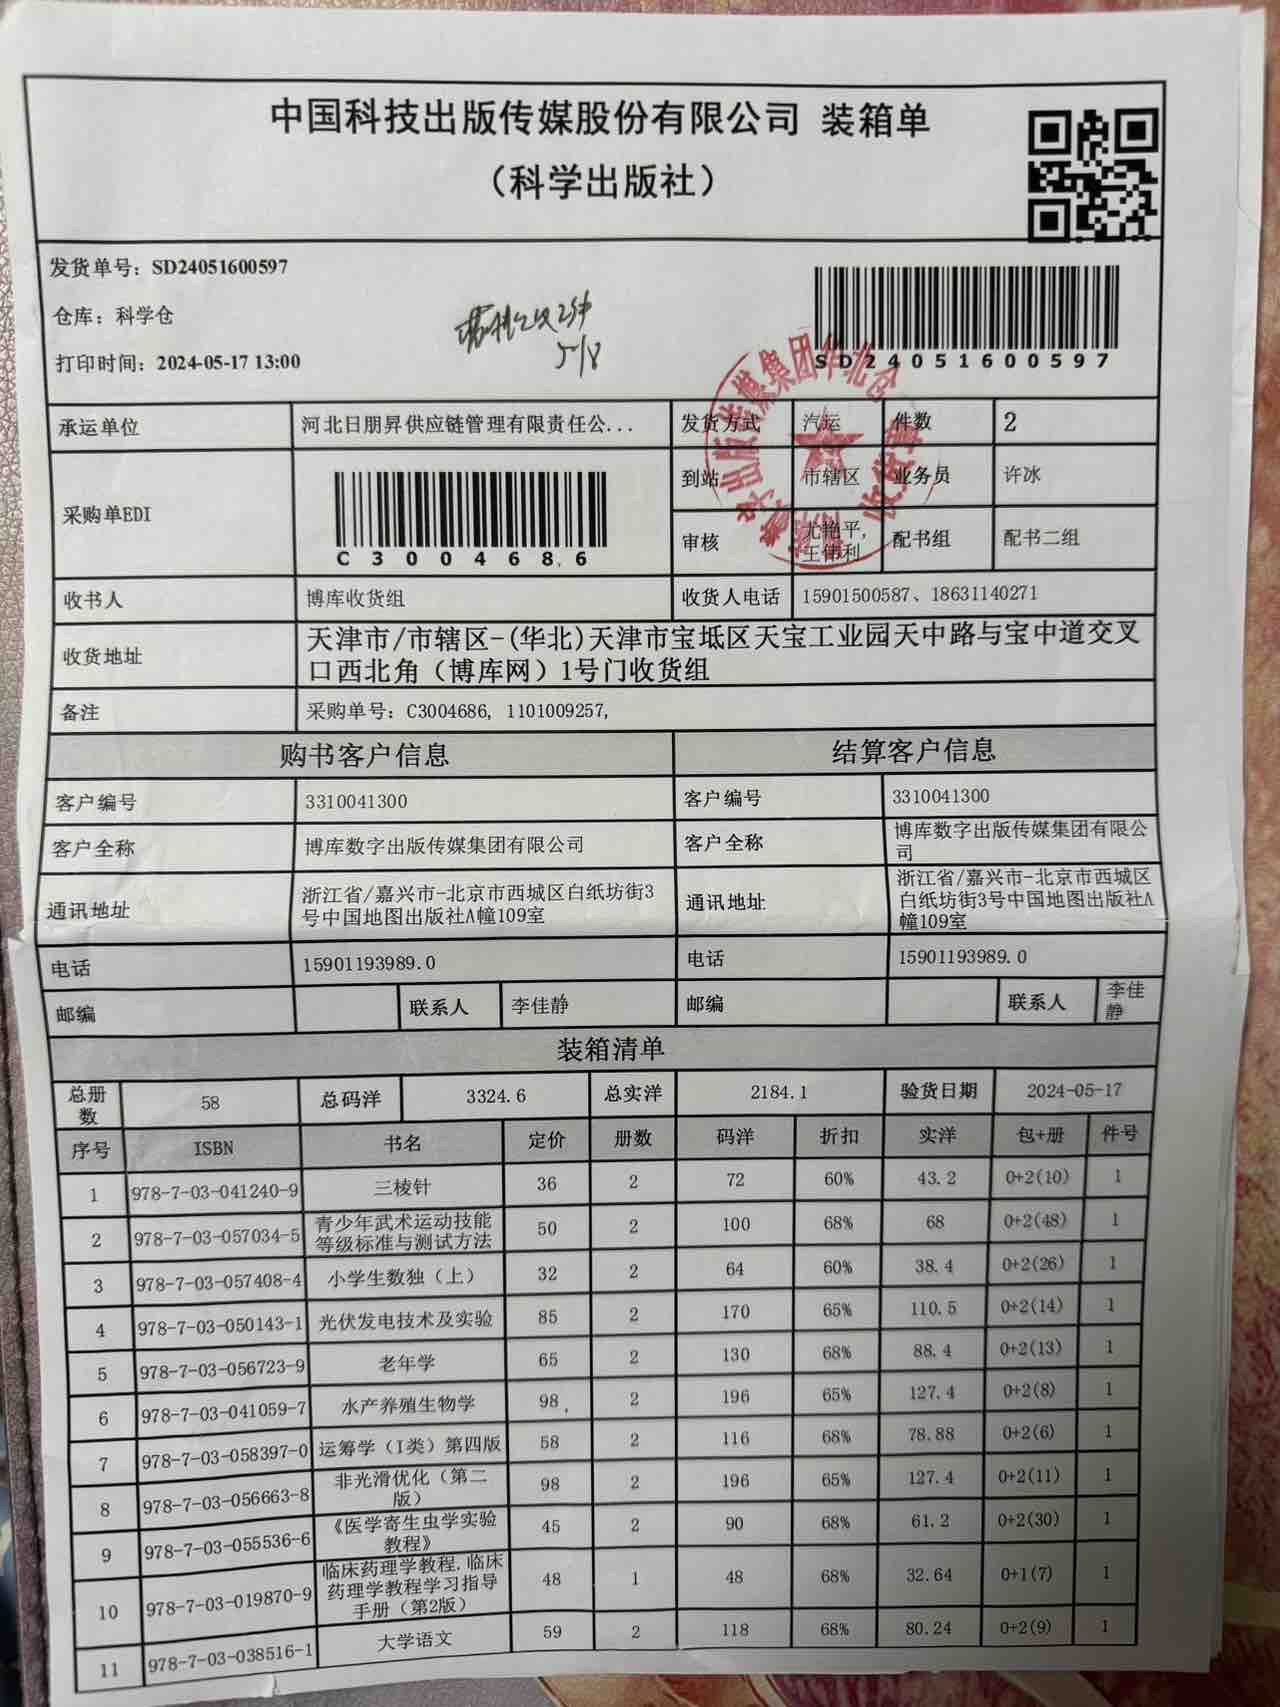 中国科技出版传媒股份有限公司 装箱单
（科学出版社）
发货单号：SD24051600597
仓库：科学仓
打印时间：2024-05-17 13:00
SD24051600597
5/8
承运单位 河北日朋昇供应链管理有限责任公... 发货方式 汽运 件数 2
采购单EDI C3004686 到站 市辖区 业务员 许冰
审核 尤艳平, 王伟利 配书组 配书二组
收书人 博库收货组 收货人电话 15901500587、18631140271
收货地址 天津市/市辖区-(华北)天津市宝坻区天宝工业园天中路与宝中道交叉
口西北角（博库网）1号门收货组
备注 采购单号：C3004686, 1101009257,
购书客户信息 结算客户信息
客户编号 3310041300 客户编号 3310041300
客户全称 博库数字出版传媒集团有限公司 客户全称 博库数字出版传媒集团有限公司
通讯地址 浙江省/嘉兴市-北京市西城区白纸坊街3号中国地图出版社A幢109室 通讯地址 浙江省/嘉兴市-北京市西城区白纸坊街3号中国地图出版社A幢109室
电话 15901193989.0 电话 15901193989.0
邮编 联系人 李佳静 邮编 联系人 李佳静
装箱清单
总册数 58 总码洋 3324.6 总实洋 2184.1 验货日期 2024-05-17
序号 ISBN 书名 定价 册数 码洋 折扣 实洋 包+册 件号
1 978-7-03-041240-9 三棱针 36 2 72 60% 43.2 0+2(10) 1
2 978-7-03-057034-5 青少年武术运动技能等级标准与测试方法 50 2 100 68% 68 0+2(48) 1
3 978-7-03-057408-4 小学生数独（上） 32 2 64 60% 38.4 0+2(26) 1
4 978-7-03-050143-1 光伏发电技术及实验 85 2 170 65% 110.5 0+2(14) 1
5 978-7-03-056723-9 老年学 65 2 130 68% 88.4 0+2(13) 1
6 978-7-03-041059-7 水产养殖生物学 98 2 196 65% 127.4 0+2(8) 1
7 978-7-03-058397-0 运筹学（I类）第四版 58 2 116 68% 78.88 0+2(6) 1
8 978-7-03-056663-8 非光滑优化（第二版） 98 2 196 65% 127.4 0+2(11) 1
9 978-7-03-055536-6 《医学寄生虫学实验教程》 45 2 90 68% 61.2 0+2(30) 1
10 978-7-03-019870-9 临床药理学教程,临床药理学教程学习指导手册（第2版） 48 1 48 68% 32.64 0+1(7) 1
11 978-7-03-038516-1 大学语文 59 2 118 68% 80.24 0+2(9) 1